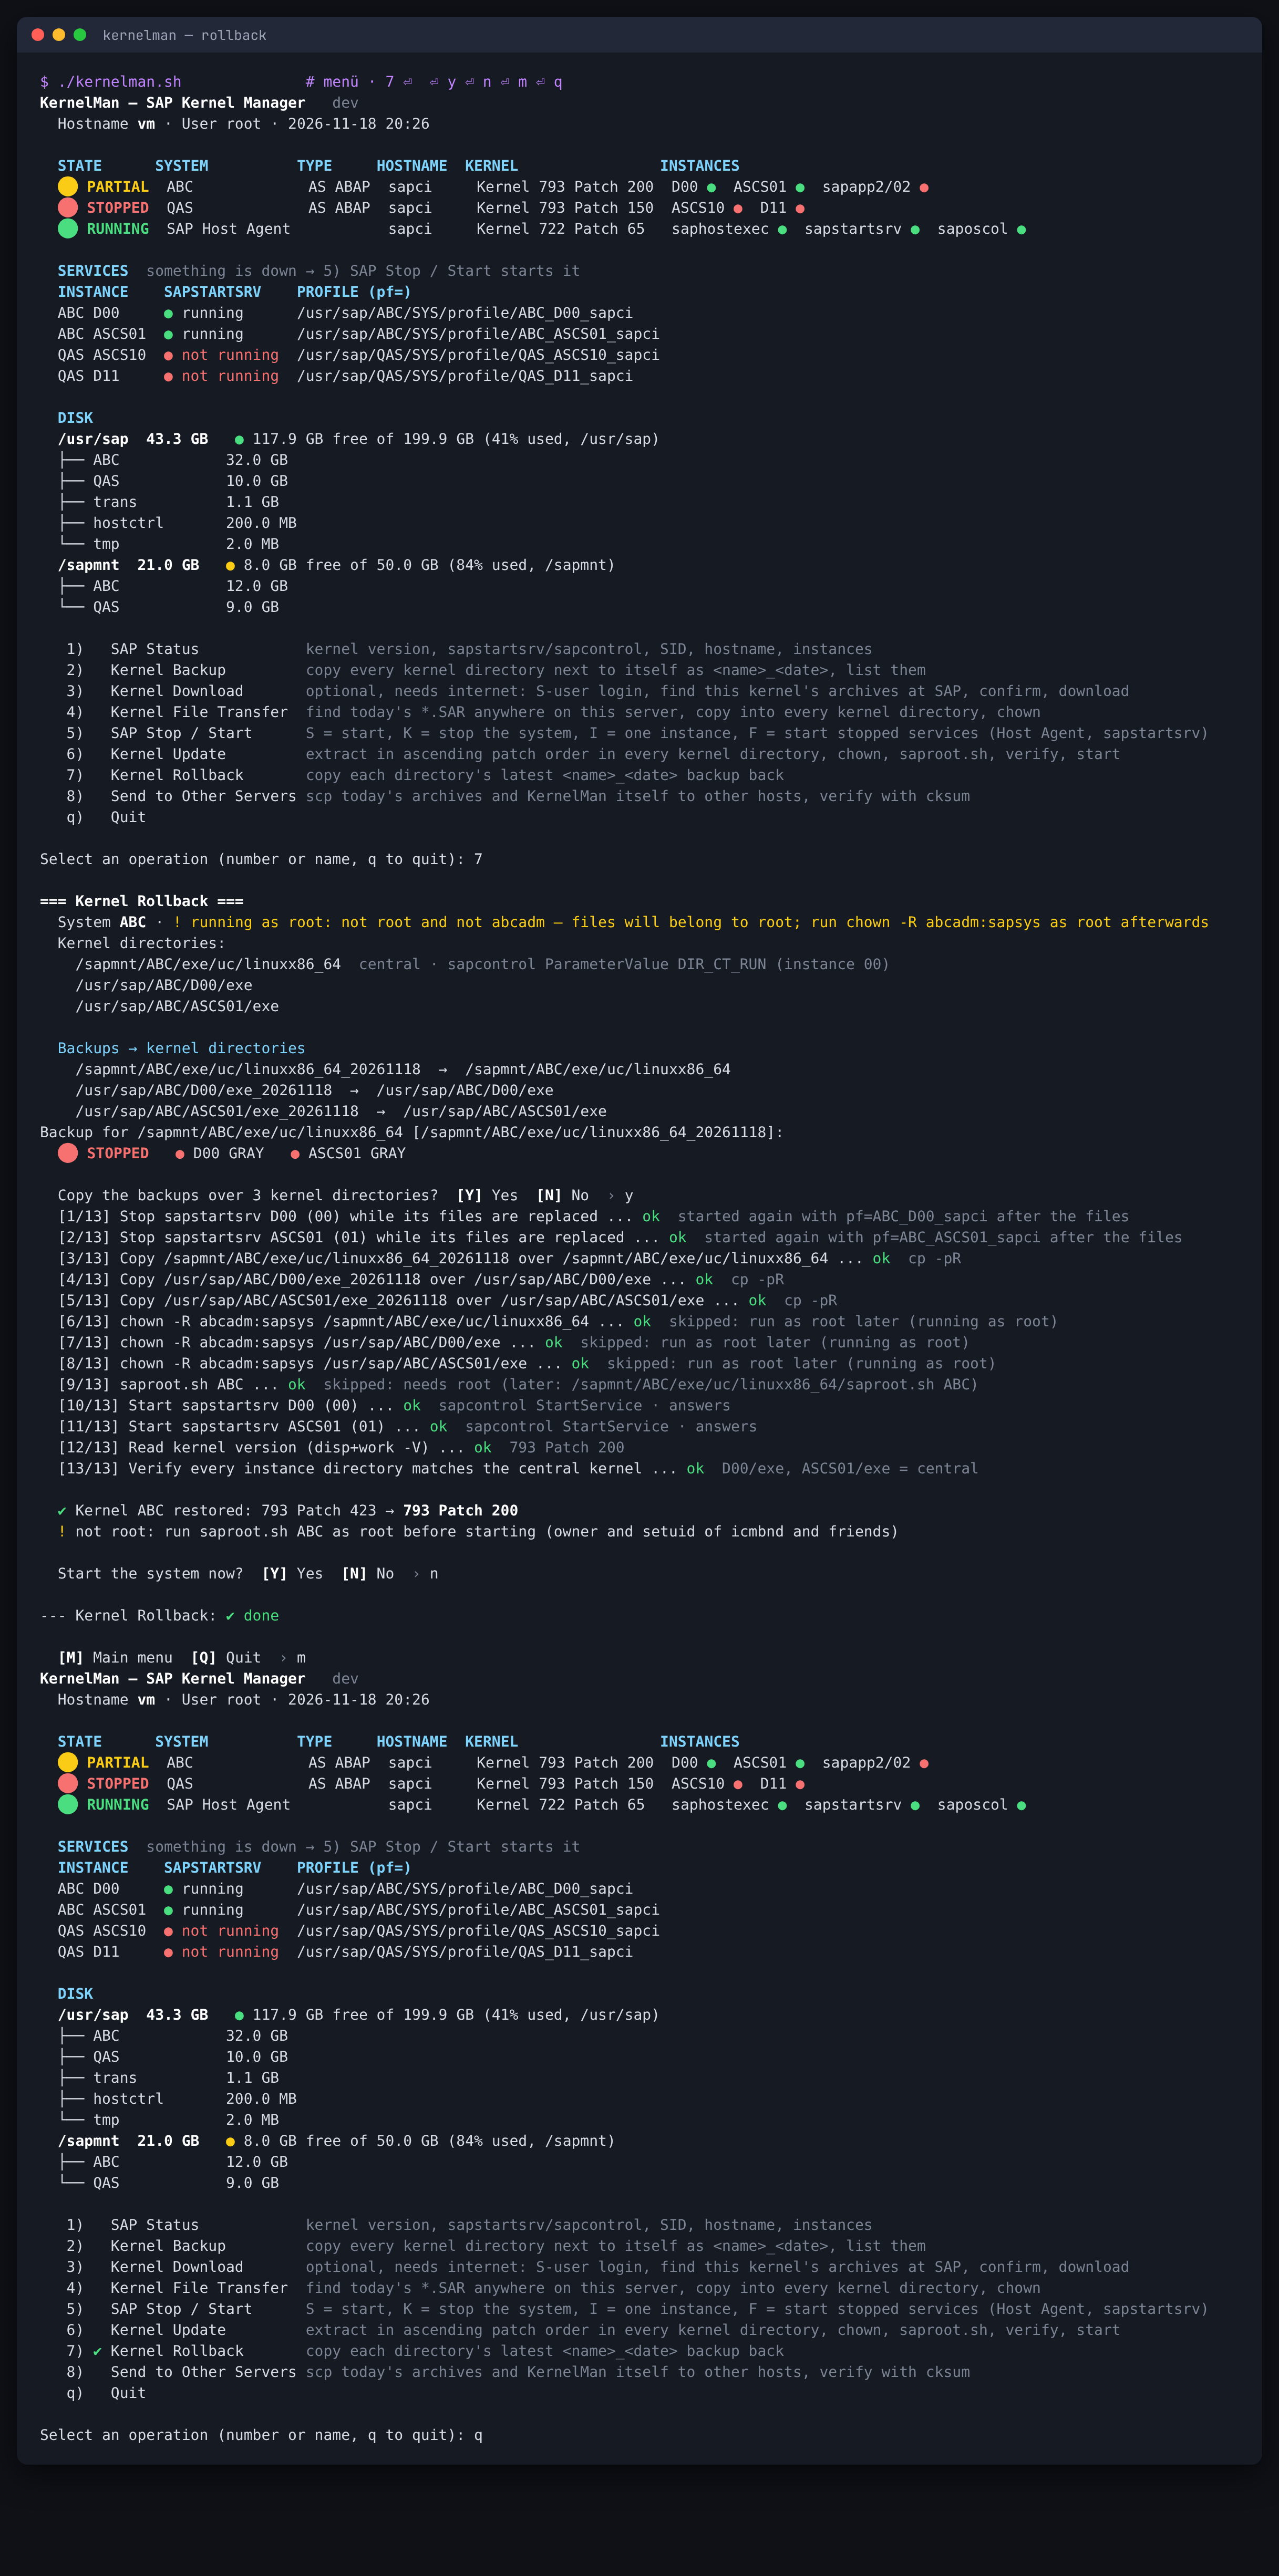 kernelman — rollback
$ ./kernelman.sh              # menü · 7 ⏎  ⏎ y ⏎ n ⏎ m ⏎ q
KernelMan — SAP Kernel Manager   dev
  Hostname vm · User root · 2026-11-18 20:26
  STATE      SYSTEM          TYPE     HOSTNAME  KERNEL                INSTANCES
  ⬤ PARTIAL  ABC             AS ABAP  sapci     Kernel 793 Patch 200  D00 ●  ASCS01 ●  sapapp2/02 ●
  ⬤ STOPPED  QAS             AS ABAP  sapci     Kernel 793 Patch 150  ASCS10 ●  D11 ●
  ⬤ RUNNING  SAP Host Agent           sapci     Kernel 722 Patch 65   saphostexec ●  sapstartsrv ●  saposcol ●
  SERVICES  something is down → 5) SAP Stop / Start starts it
  INSTANCE    SAPSTARTSRV    PROFILE (pf=)
  ABC D00     ● running      /usr/sap/ABC/SYS/profile/ABC_D00_sapci
  ABC ASCS01  ● running      /usr/sap/ABC/SYS/profile/ABC_ASCS01_sapci
  QAS ASCS10  ● not running  /usr/sap/QAS/SYS/profile/QAS_ASCS10_sapci
  QAS D11     ● not running  /usr/sap/QAS/SYS/profile/QAS_D11_sapci
  DISK
  /usr/sap  43.3 GB   ● 117.9 GB free of 199.9 GB (41% used, /usr/sap)
  ├── ABC            32.0 GB
  ├── QAS            10.0 GB
  ├── trans          1.1 GB
  ├── hostctrl       200.0 MB
  └── tmp            2.0 MB
  /sapmnt  21.0 GB   ● 8.0 GB free of 50.0 GB (84% used, /sapmnt)
  ├── ABC            12.0 GB
  └── QAS            9.0 GB
   1)   SAP Status            kernel version, sapstartsrv/sapcontrol, SID, hostname, instances
   2)   Kernel Backup         copy every kernel directory next to itself as <name>_<date>, list them
   3)   Kernel Download       optional, needs internet: S-user login, find this kernel's archives at SAP, confirm, download
   4)   Kernel File Transfer  find today's *.SAR anywhere on this server, copy into every kernel directory, chown
   5)   SAP Stop / Start      S = start, K = stop the system, I = one instance, F = start stopped services (Host Agent, sapstartsrv)
   6)   Kernel Update         extract in ascending patch order in every kernel directory, chown, saproot.sh, verify, start
   7)   Kernel Rollback       copy each directory's latest <name>_<date> backup back
   8)   Send to Other Servers scp today's archives and KernelMan itself to other hosts, verify with cksum
   q)   Quit
Select an operation (number or name, q to quit): 7
=== Kernel Rollback ===
  System ABC · ! running as root: not root and not abcadm — files will belong to root; run chown -R abcadm:sapsys as root afterwards
  Kernel directories:
    /sapmnt/ABC/exe/uc/linuxx86_64  central · sapcontrol ParameterValue DIR_CT_RUN (instance 00)
    /usr/sap/ABC/D00/exe
    /usr/sap/ABC/ASCS01/exe
  Backups → kernel directories
    /sapmnt/ABC/exe/uc/linuxx86_64_20261118  →  /sapmnt/ABC/exe/uc/linuxx86_64
    /usr/sap/ABC/D00/exe_20261118  →  /usr/sap/ABC/D00/exe
    /usr/sap/ABC/ASCS01/exe_20261118  →  /usr/sap/ABC/ASCS01/exe
Backup for /sapmnt/ABC/exe/uc/linuxx86_64 [/sapmnt/ABC/exe/uc/linuxx86_64_20261118]:
  ⬤ STOPPED   ● D00 GRAY   ● ASCS01 GRAY
  Copy the backups over 3 kernel directories?  [Y] Yes  [N] No  › y
  [1/13] Stop sapstartsrv D00 (00) while its files are replaced ... ok  started again with pf=ABC_D00_sapci after the files
  [2/13] Stop sapstartsrv ASCS01 (01) while its files are replaced ... ok  started again with pf=ABC_ASCS01_sapci after the files
  [3/13] Copy /sapmnt/ABC/exe/uc/linuxx86_64_20261118 over /sapmnt/ABC/exe/uc/linuxx86_64 ... ok  cp -pR
  [4/13] Copy /usr/sap/ABC/D00/exe_20261118 over /usr/sap/ABC/D00/exe ... ok  cp -pR
  [5/13] Copy /usr/sap/ABC/ASCS01/exe_20261118 over /usr/sap/ABC/ASCS01/exe ... ok  cp -pR
  [6/13] chown -R abcadm:sapsys /sapmnt/ABC/exe/uc/linuxx86_64 ... ok  skipped: run as root later (running as root)
  [7/13] chown -R abcadm:sapsys /usr/sap/ABC/D00/exe ... ok  skipped: run as root later (running as root)
  [8/13] chown -R abcadm:sapsys /usr/sap/ABC/ASCS01/exe ... ok  skipped: run as root later (running as root)
  [9/13] saproot.sh ABC ... ok  skipped: needs root (later: /sapmnt/ABC/exe/uc/linuxx86_64/saproot.sh ABC)
  [10/13] Start sapstartsrv D00 (00) ... ok  sapcontrol StartService · answers
  [11/13] Start sapstartsrv ASCS01 (01) ... ok  sapcontrol StartService · answers
  [12/13] Read kernel version (disp+work -V) ... ok  793 Patch 200
  [13/13] Verify every instance directory matches the central kernel ... ok  D00/exe, ASCS01/exe = central
  ✔ Kernel ABC restored: 793 Patch 423 → 793 Patch 200
  ! not root: run saproot.sh ABC as root before starting (owner and setuid of icmbnd and friends)
  Start the system now?  [Y] Yes  [N] No  › n
--- Kernel Rollback: ✔ done
  [M] Main menu  [Q] Quit  › m
KernelMan — SAP Kernel Manager   dev
  Hostname vm · User root · 2026-11-18 20:26
  STATE      SYSTEM          TYPE     HOSTNAME  KERNEL                INSTANCES
  ⬤ PARTIAL  ABC             AS ABAP  sapci     Kernel 793 Patch 200  D00 ●  ASCS01 ●  sapapp2/02 ●
  ⬤ STOPPED  QAS             AS ABAP  sapci     Kernel 793 Patch 150  ASCS10 ●  D11 ●
  ⬤ RUNNING  SAP Host Agent           sapci     Kernel 722 Patch 65   saphostexec ●  sapstartsrv ●  saposcol ●
  SERVICES  something is down → 5) SAP Stop / Start starts it
  INSTANCE    SAPSTARTSRV    PROFILE (pf=)
  ABC D00     ● running      /usr/sap/ABC/SYS/profile/ABC_D00_sapci
  ABC ASCS01  ● running      /usr/sap/ABC/SYS/profile/ABC_ASCS01_sapci
  QAS ASCS10  ● not running  /usr/sap/QAS/SYS/profile/QAS_ASCS10_sapci
  QAS D11     ● not running  /usr/sap/QAS/SYS/profile/QAS_D11_sapci
  DISK
  /usr/sap  43.3 GB   ● 117.9 GB free of 199.9 GB (41% used, /usr/sap)
  ├── ABC            32.0 GB
  ├── QAS            10.0 GB
  ├── trans          1.1 GB
  ├── hostctrl       200.0 MB
  └── tmp            2.0 MB
  /sapmnt  21.0 GB   ● 8.0 GB free of 50.0 GB (84% used, /sapmnt)
  ├── ABC            12.0 GB
  └── QAS            9.0 GB
   1)   SAP Status            kernel version, sapstartsrv/sapcontrol, SID, hostname, instances
   2)   Kernel Backup         copy every kernel directory next to itself as <name>_<date>, list them
   3)   Kernel Download       optional, needs internet: S-user login, find this kernel's archives at SAP, confirm, download
   4)   Kernel File Transfer  find today's *.SAR anywhere on this server, copy into every kernel directory, chown
   5)   SAP Stop / Start      S = start, K = stop the system, I = one instance, F = start stopped services (Host Agent, sapstartsrv)
   6)   Kernel Update         extract in ascending patch order in every kernel directory, chown, saproot.sh, verify, start
   7) ✔ Kernel Rollback       copy each directory's latest <name>_<date> backup back
   8)   Send to Other Servers scp today's archives and KernelMan itself to other hosts, verify with cksum
   q)   Quit
Select an operation (number or name, q to quit): q